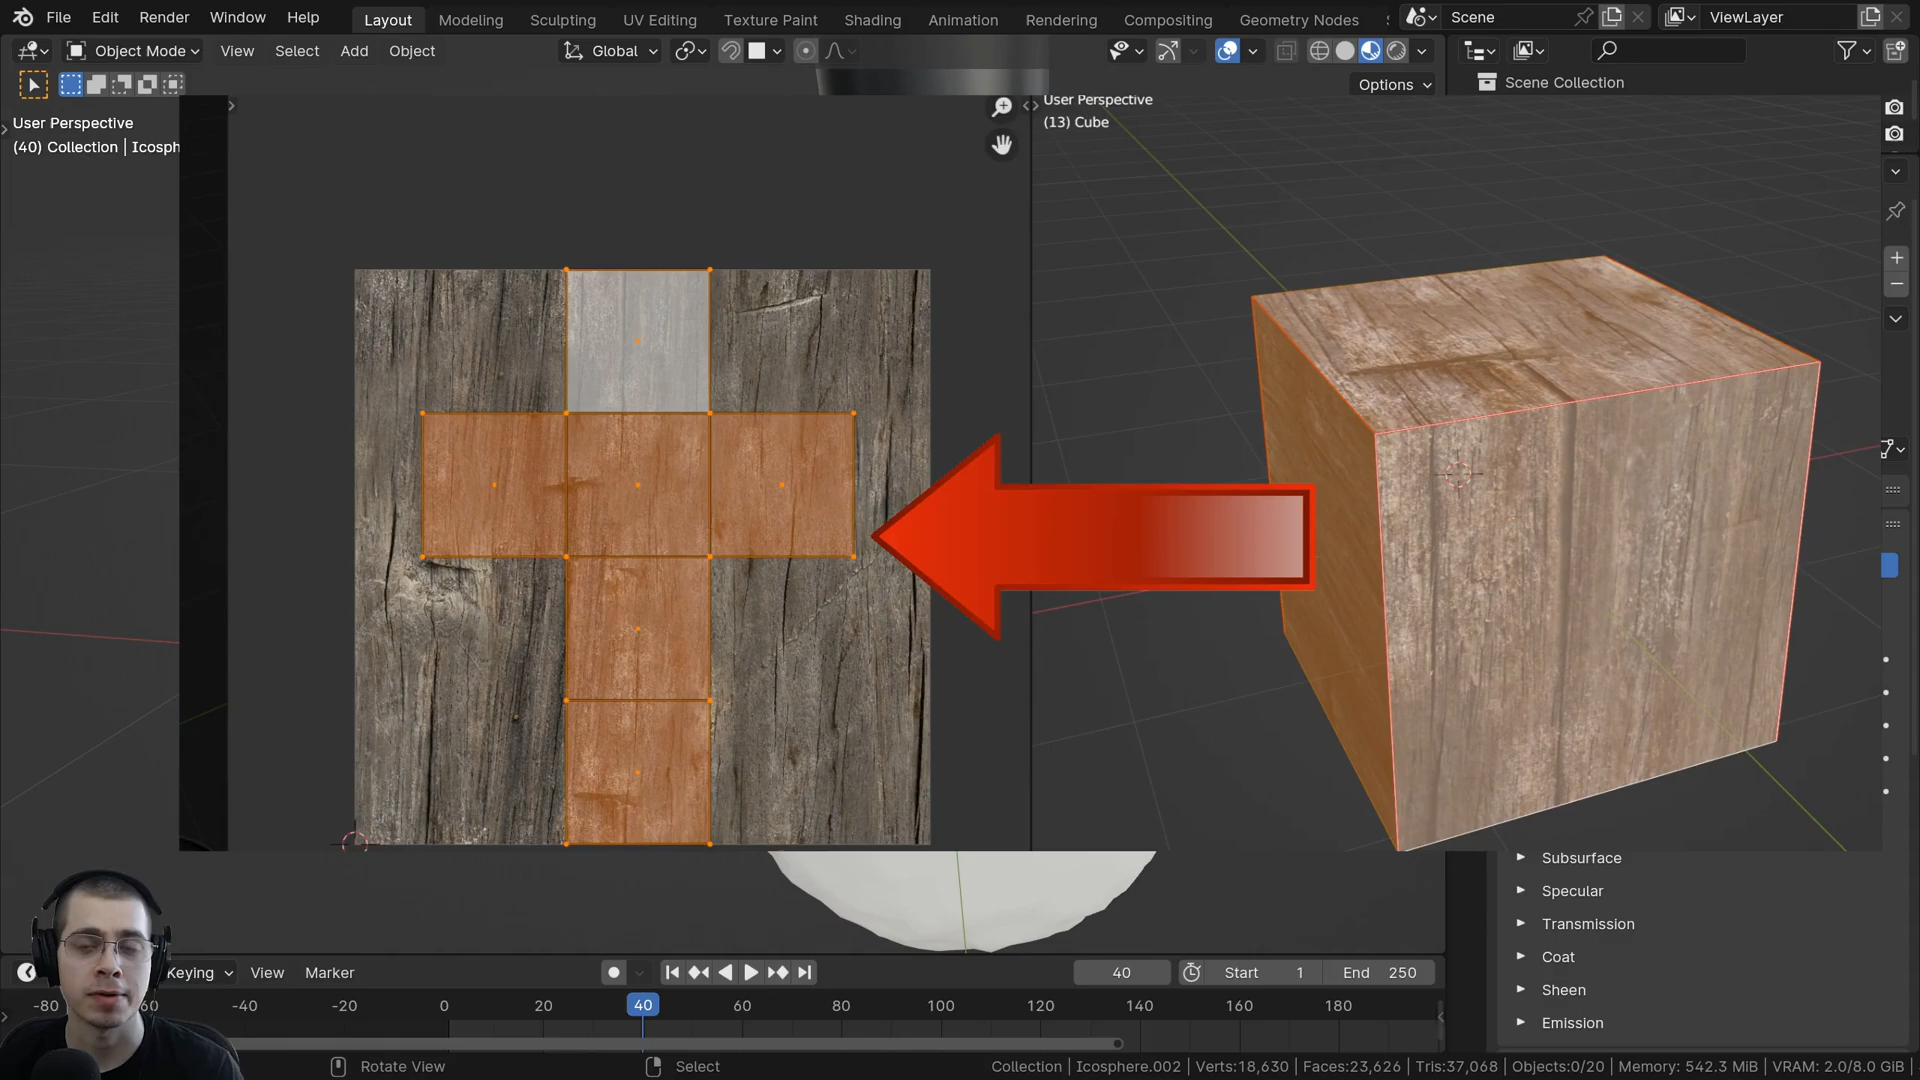 File Edit Render Window Help Layout Modeling Sculpting UV Editing Texture Paint Shading Animation Rendering Compositing Geometry Nodes Scene ViewLayer
Object Mode View Select Add Object Global
Options Scene Collection
User Perspective
(40) Collection | Icosph
User Perspective
(13) Cube
Subsurface
Specular
Transmission
Coat
Sheen
Emission
Keying View Marker 40 Start 1 End 250
-80 60 -40 -20 0 20 40 60 80 100 120 140 160 180
Rotate View Select Collection | Icosphere.002 | Verts:18,630 | Faces:23,626 | Tris:37,068 | Objects:0/20 | Memory: 542.3 MiB | VRAM: 2.0/8.0 GiB